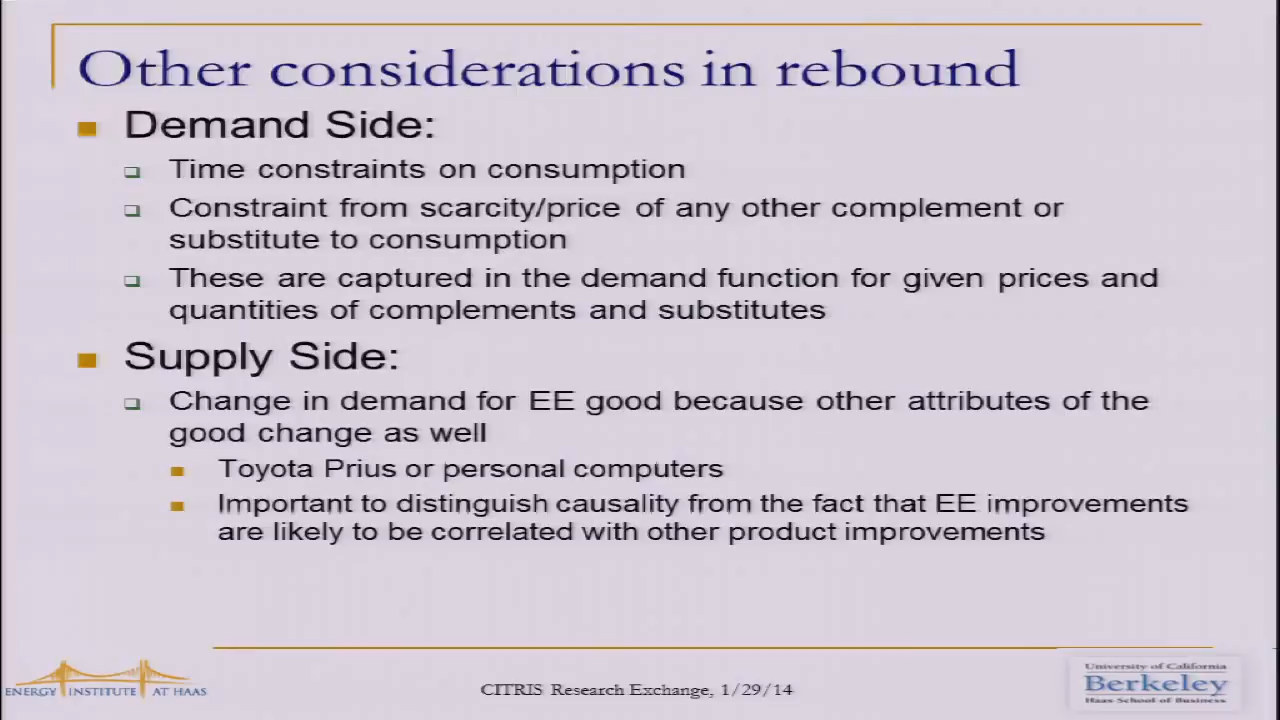 Other considerations in rebound
Demand Side:
Time constraints on consumption
Constraint from scarcity/price of any other complement or
substitute to consumption
These are captured in the demand function for given prices and
quantities of complements and substitutes
Supply Side:
Change in demand for EE good because other attributes of the
good change as well
Toyota Prius or personal computers
Important to distinguish causality from the fact that EE improvements
are likely to be correlated with other product improvements
ENERGY INSTITUTE AT HAAS
CITRIS Research Exchange, 1/29/14
University of California
Berkeley
Haas School of Business